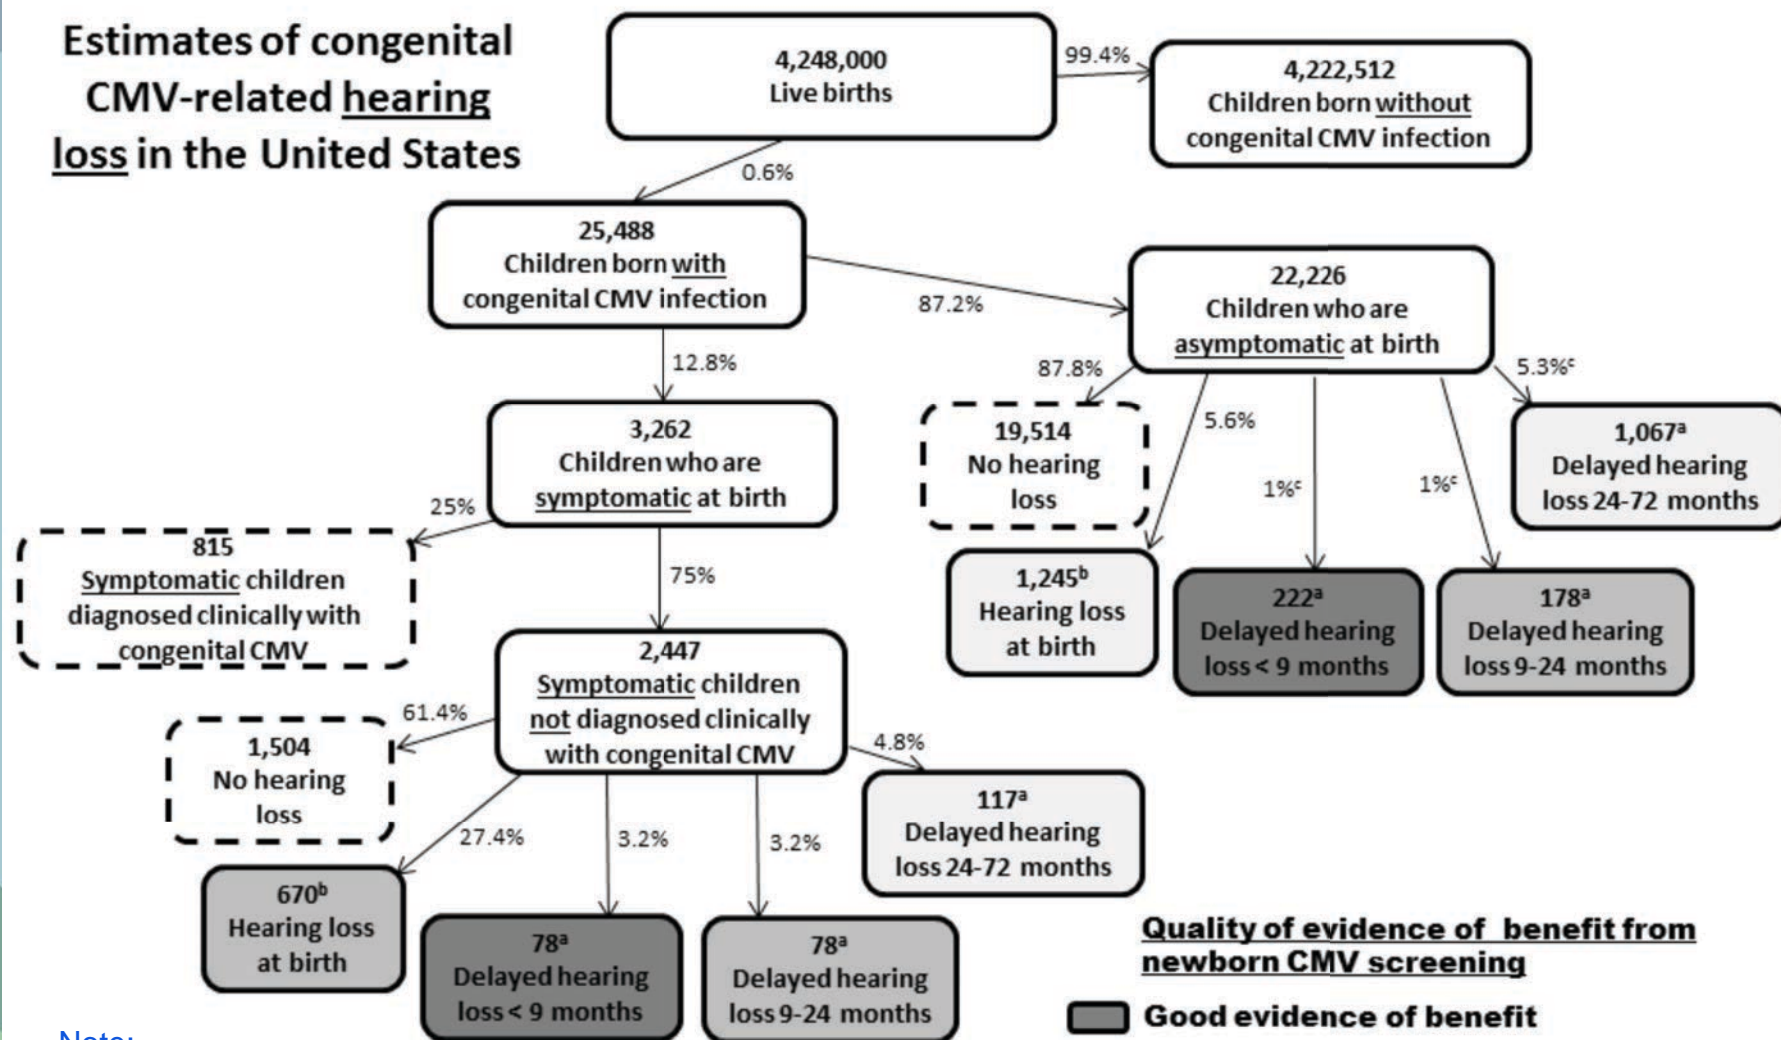 Estimates of congenital
CMV-related hearing
loss in the United States
4,248,000
Live births
99.4%
4,222,512
Children born without
congenital CMV infection
0.6%
25,488
Children born with
congenital CMV infection
87.2%
22,226
Children who are
asymptomatic at birth
12.8%
87.8%
5.3%ᶜ
3,262
Children who are
symptomatic at birth
19,514
No hearing
loss
5.6%
1%ᶜ
1%ᶜ
1,067ᵃ
Delayed hearing
loss 24-72 months
25%
815
Symptomatic children
diagnosed clinically with
congenital CMV
75%
1,245ᵇ
Hearing loss
at birth
222ᵃ
Delayed hearing
loss < 9 months
178ᵃ
Delayed hearing
loss 9-24 months
2,447
Symptomatic children
not diagnosed clinically
with congenital CMV
61.4%
1,504
No hearing
loss
4.8%
117ᵃ
Delayed hearing
loss 24-72 months
27.4%
3.2%
3.2%
670ᵇ
Hearing loss
at birth
78ᵃ
Delayed hearing
loss < 9 months
78ᵃ
Delayed hearing
loss 9-24 months
Quality of evidence of benefit from
newborn CMV screening
Good evidence of benefit
Note: